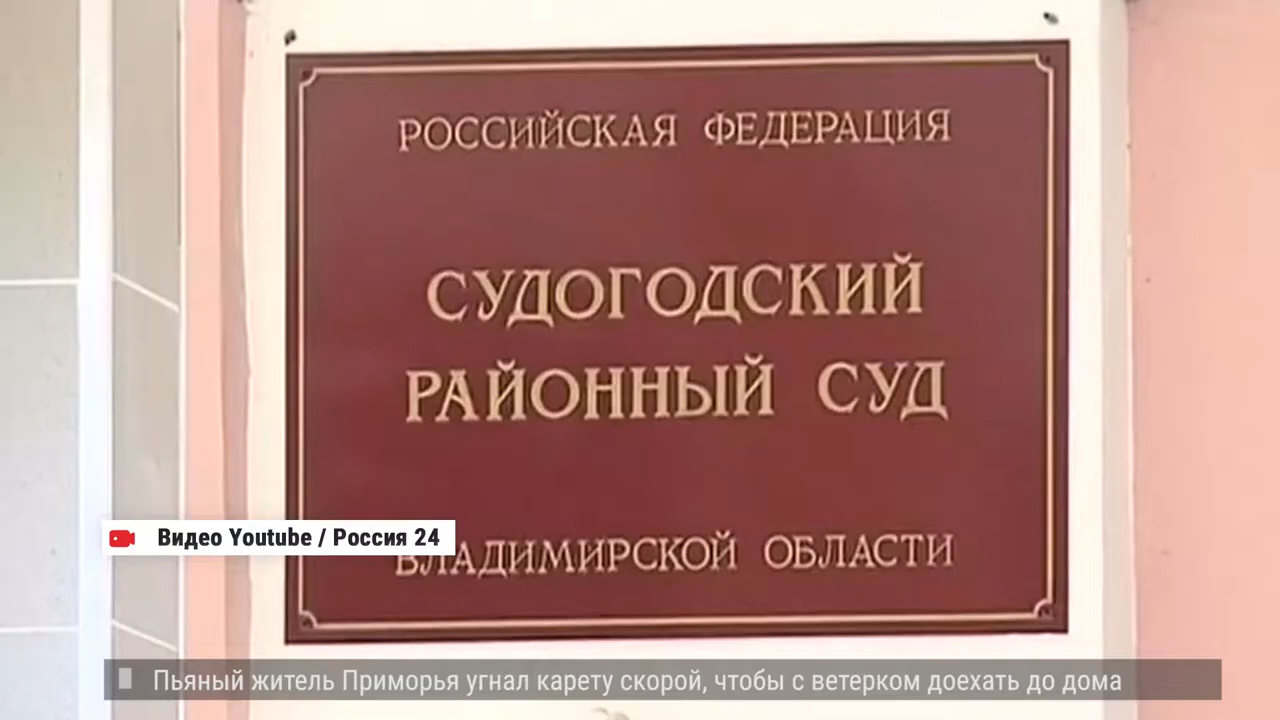 РОССИЙСКАЯ ФЕДЕРАЦИЯ
СУДОГОДСКИЙ
РАЙОННЫЙ СУД
Видео Youtube / Россия 24
ВЛАДИМИРСКОЙ ОБЛАСТИ
Пьяный житель Приморья угнал карету скорой, чтобы с ветерком доехать до дома